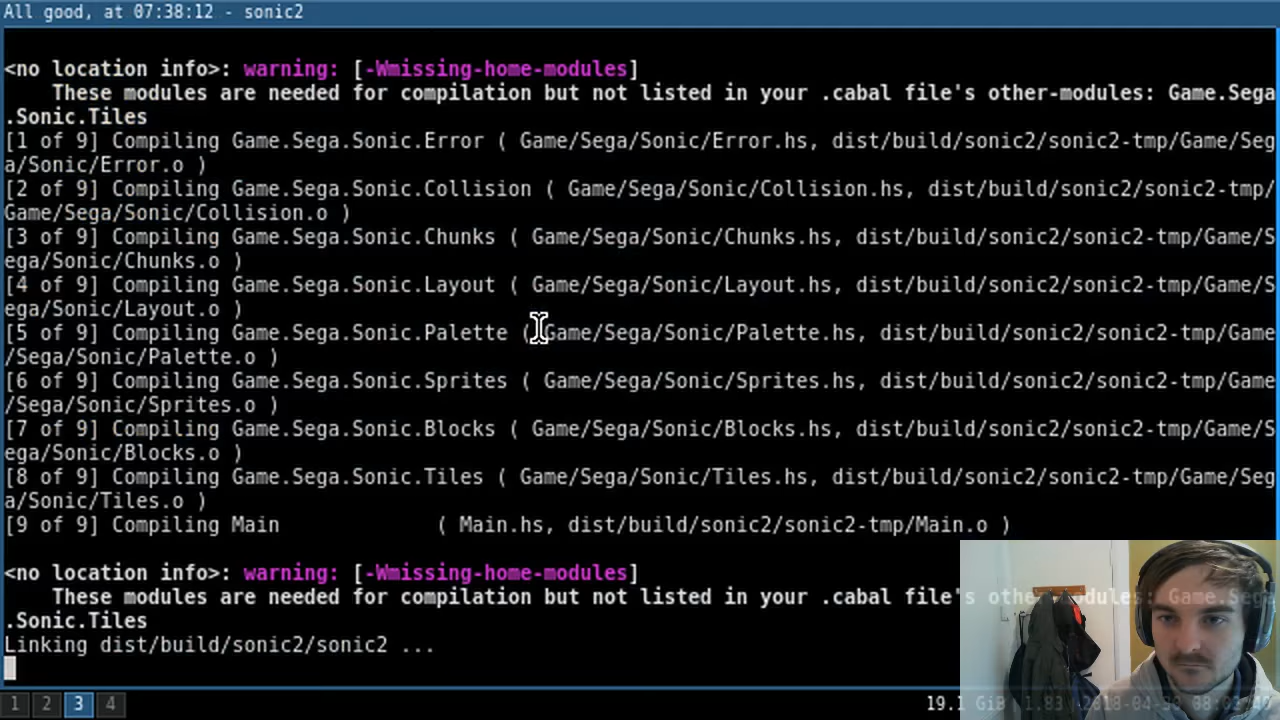 All good, at 07:38:12 - sonic2
<no location info>: warning: [-Wmissing-home-modules]
    These modules are needed for compilation but not listed in your .cabal file's other-modules: Game.Sega
.Sonic.Tiles
[1 of 9] Compiling Game.Sega.Sonic.Error ( Game/Sega/Sonic/Error.hs, dist/build/sonic2/sonic2-tmp/Game/Seg
a/Sonic/Error.o )
[2 of 9] Compiling Game.Sega.Sonic.Collision ( Game/Sega/Sonic/Collision.hs, dist/build/sonic2/sonic2-tmp/
Game/Sega/Sonic/Collision.o )
[3 of 9] Compiling Game.Sega.Sonic.Chunks ( Game/Sega/Sonic/Chunks.hs, dist/build/sonic2/sonic2-tmp/Game/S
ega/Sonic/Chunks.o )
[4 of 9] Compiling Game.Sega.Sonic.Layout ( Game/Sega/Sonic/Layout.hs, dist/build/sonic2/sonic2-tmp/Game/S
ega/Sonic/Layout.o )
[5 of 9] Compiling Game.Sega.Sonic.Palette ( Game/Sega/Sonic/Palette.hs, dist/build/sonic2/sonic2-tmp/Game
/Sega/Sonic/Palette.o )
[6 of 9] Compiling Game.Sega.Sonic.Sprites ( Game/Sega/Sonic/Sprites.hs, dist/build/sonic2/sonic2-tmp/Game
/Sega/Sonic/Sprites.o )
[7 of 9] Compiling Game.Sega.Sonic.Blocks ( Game/Sega/Sonic/Blocks.hs, dist/build/sonic2/sonic2-tmp/Game/S
ega/Sonic/Blocks.o )
[8 of 9] Compiling Game.Sega.Sonic.Tiles ( Game/Sega/Sonic/Tiles.hs, dist/build/sonic2/sonic2-tmp/Game/Seg
a/Sonic/Tiles.o )
[9 of 9] Compiling Main             ( Main.hs, dist/build/sonic2/sonic2-tmp/Main.o )
<no location info>: warning: [-Wmissing-home-modules]
    These modules are needed for compilation but not listed in your .cabal file's other-modules: Game.Sega
.Sonic.Tiles
Linking dist/build/sonic2/sonic2 ...
1 2 3 4 19.1 GiB 1.83